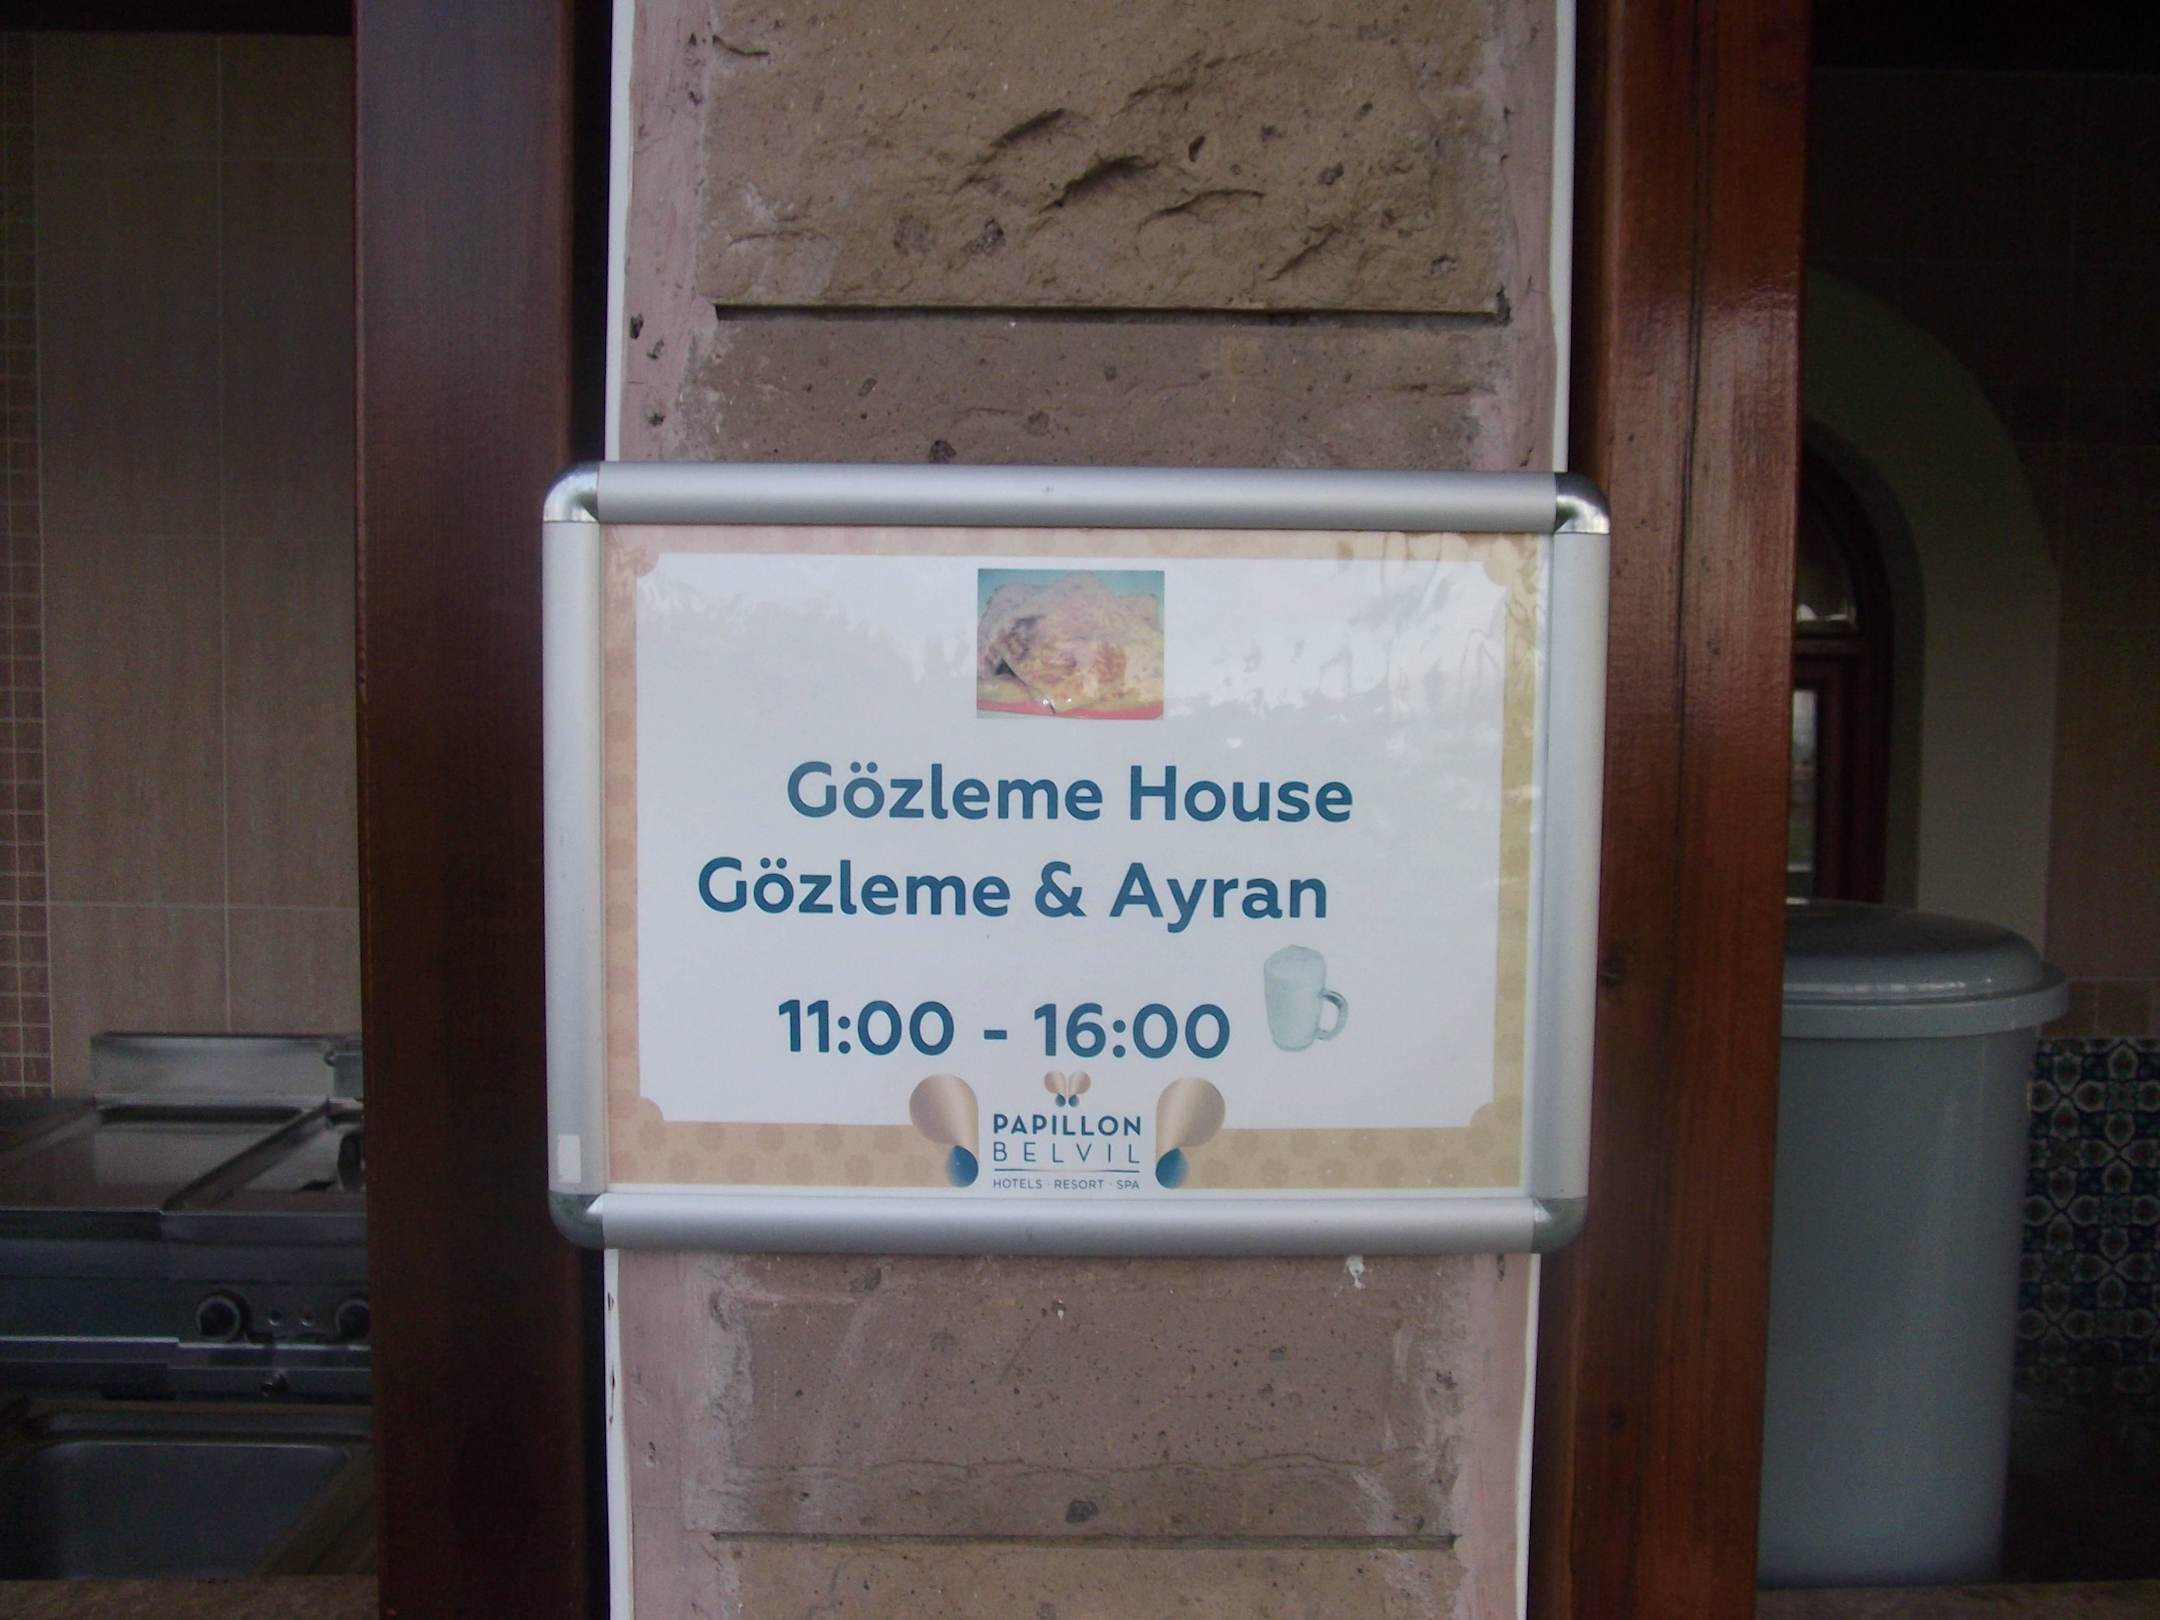 Gözleme House
Gözleme & Ayran
11:00 - 16:00
PAPILLON
BELVIL
HOTELS · RESORT · SPA